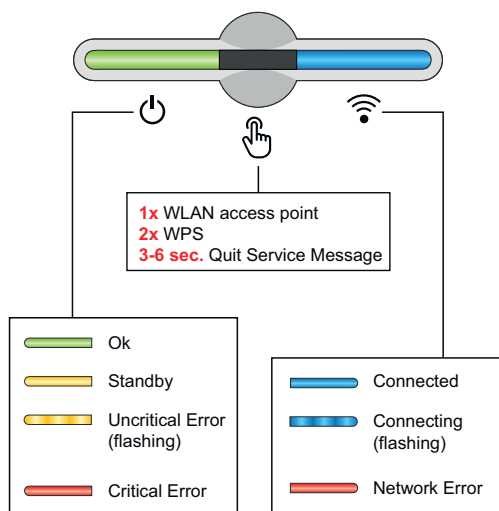 1x WLAN access point
2x WPS
3-6 sec. Quit Service Message
Ok
Standby
Uncritical Error
(flashing)
Critical Error
Connected
Connecting
(flashing)
Network Error